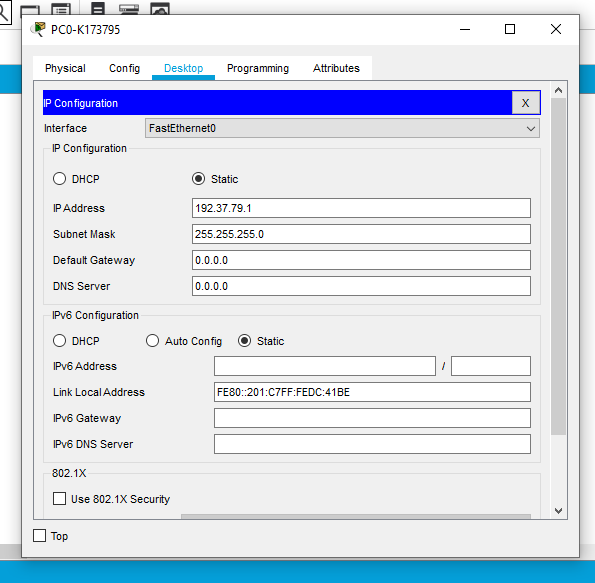 PC0-K173795
Physical Config Desktop Programming Attributes
IP Configuration X
Interface FastEthernet0
IP Configuration
DHCP Static
IP Address 192.37.79.1
Subnet Mask 255.255.255.0
Default Gateway 0.0.0.0
DNS Server 0.0.0.0
IPv6 Configuration
DHCP Auto Config Static
IPv6 Address /
Link Local Address FE80::201:C7FF:FEDC:41BE
IPv6 Gateway
IPv6 DNS Server
802.1X
Use 802.1X Security
Top